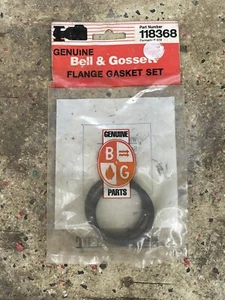 Part Number
118368
GENUINE
Bell & Gossett
FLANGE GASKET SET
GENUINE
B
G
PARTS